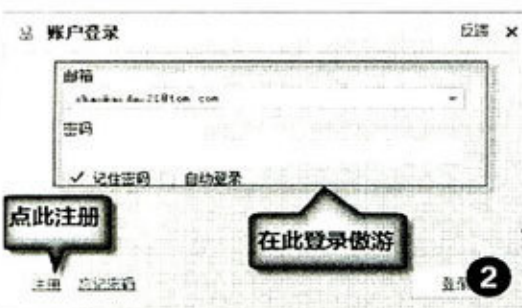 账户登录 反馈 ×
邮箱
密码
✓ 记住密码 自动登录
点此注册
在此登录傲游
注册 忘记密码 2